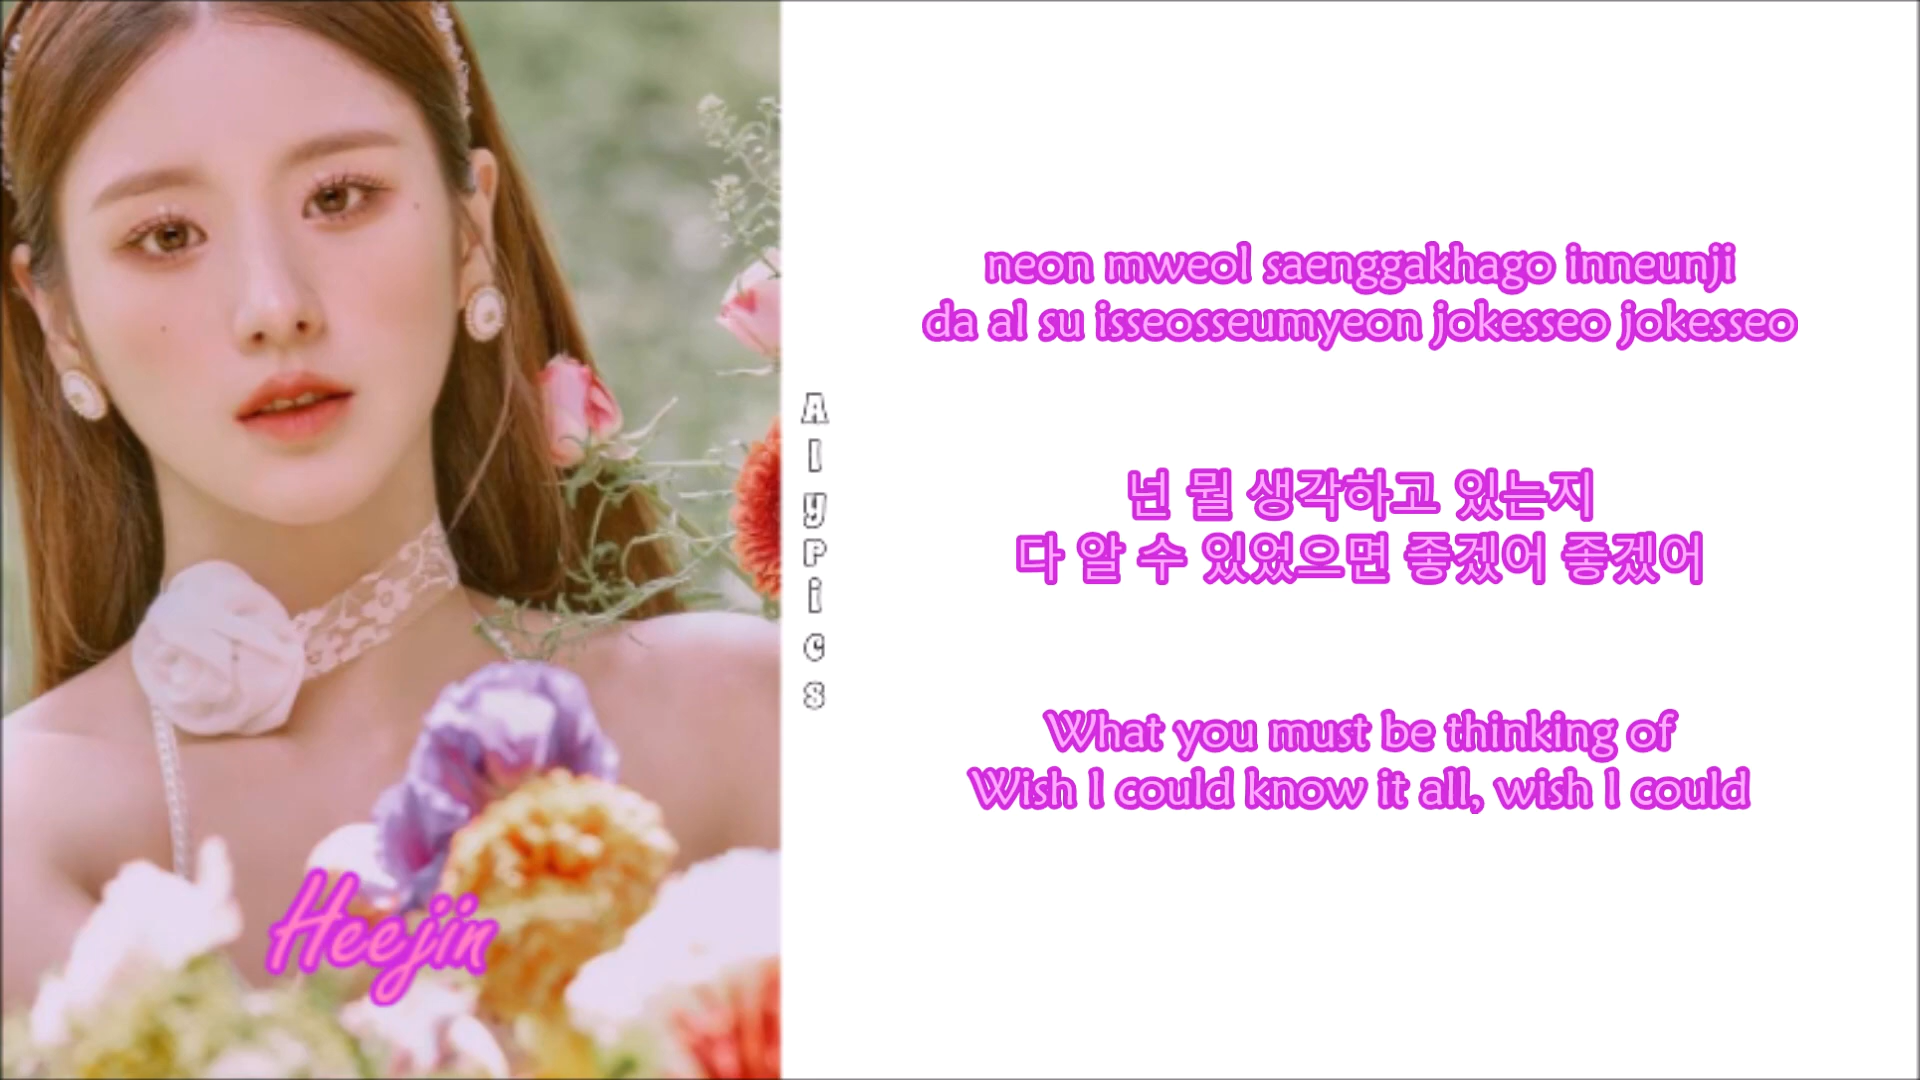 neon mweol saenggakhago inneunji
da al su isseosseumyeon jokesseo jokesseo
넌 뭘 생각하고 있는지
다 알 수 있었으면 좋겠어 좋겠어
What you must be thinking of
Wish I could know it all, wish I could
AlyPics
Heejin